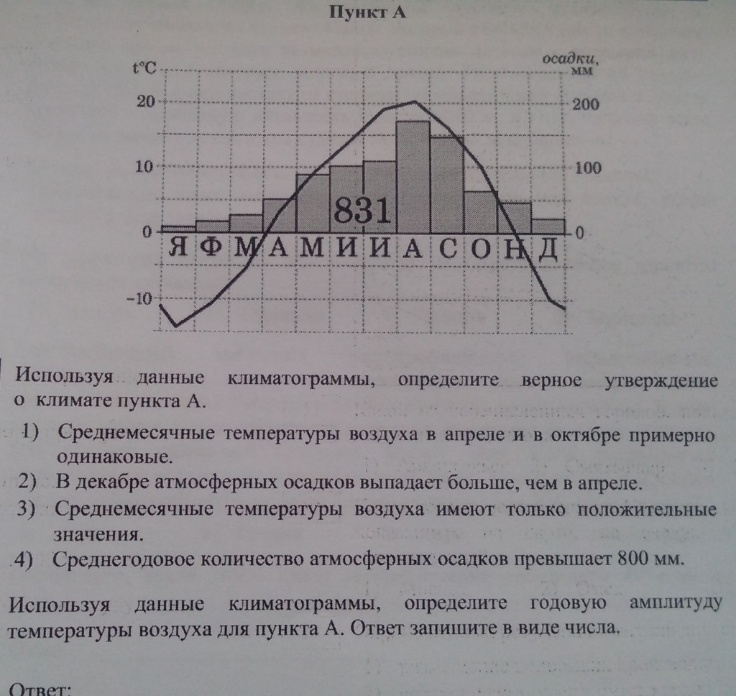 Пункт А
t°C
осадки,
мм
20
200
10
100
831
0
0
Я Ф М А М И И А С О Н Д
−10
Используя данные климатограммы, определите верное утверждение
о климате пункта А.
1) Среднемесячные температуры воздуха в апреле и в октябре примерно
одинаковые.
2) В декабре атмосферных осадков выпадает больше, чем в апреле.
3) Среднемесячные температуры воздуха имеют только положительные
значения.
4) Среднегодовое количество атмосферных осадков превышает 800 мм.
Используя данные климатограммы, определите годовую амплитуду
температуры воздуха для пункта А. Ответ запишите в виде числа.
Ответ: